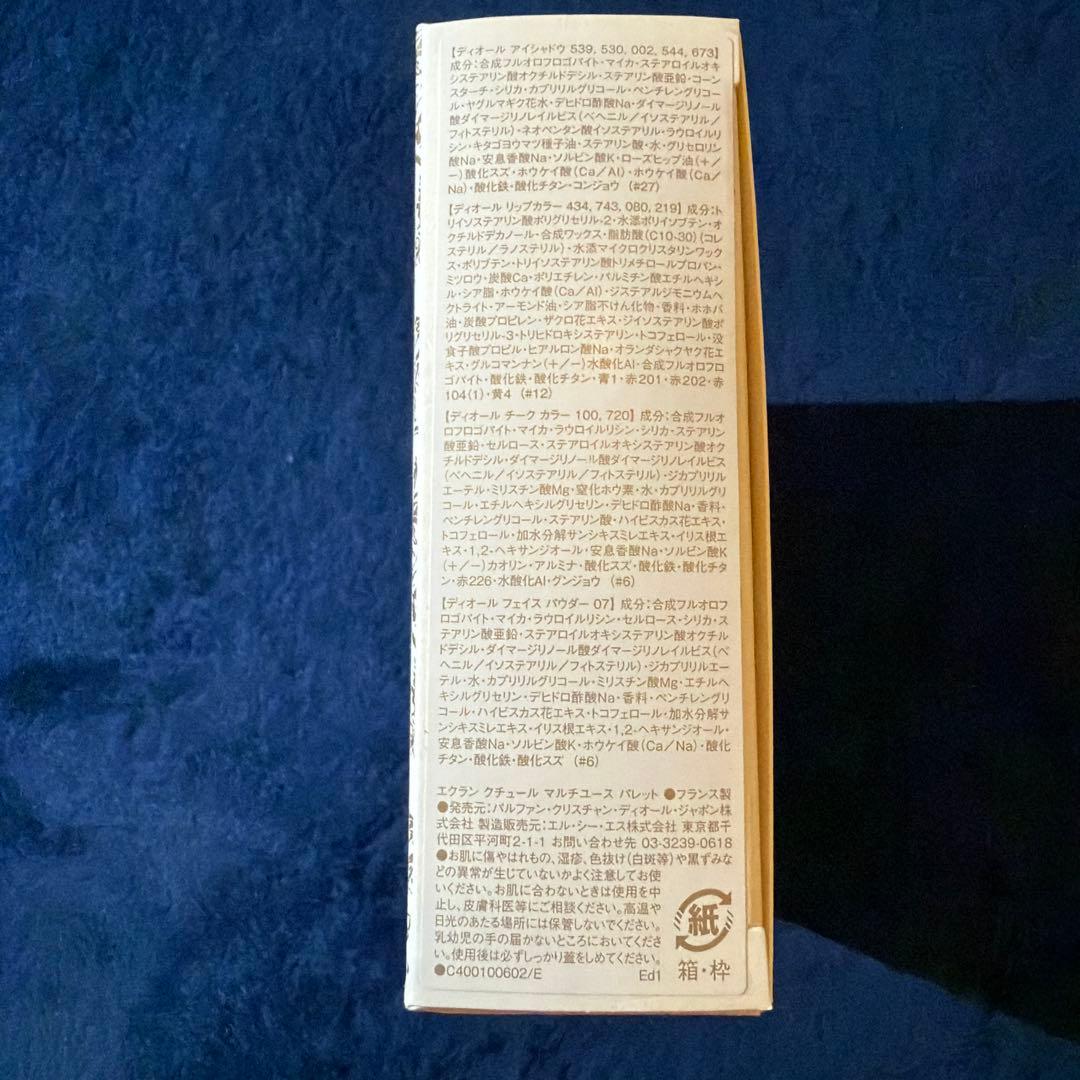 【ディオール アイシャドウ 539, 530, 002, 544, 673】
成分：合成フルオロフロゴパイト・マイカ・ステアロイルオキ
システアリン酸オクチルドデシル・ステアリン酸亜鉛・コーン
スターチ・シリカ・カプリリルグリコール・ペンチレングリコー
ル・ヤグルマギク花水・デヒドロ酢酸Na・ダイマージリノール
酸ダイマージリノレイルビス（ベヘニル／イソステアリル／
フィトステリル）・ネオペンタン酸イソステアリル・ラウロイルリ
シン・キタゴヨウマツ種子油・ステアリン酸・水・グリセロリン
酸Na・安息香酸Na・ソルビン酸K・ローズヒップ油（＋/
ー）酸化スズ・ホウケイ酸（Ca／Al）・ホウケイ酸（Ca／
Na）・酸化鉄・酸化チタン・コンジョウ （#27）
【ディオール リップカラー 434, 743, 080, 219】 成分：ト
リイソステアリン酸ポリグリセリル-2・水添ポリイソブテン・オ
クチルドデカノール・合成ワックス・脂肪酸（C10-30）（コレ
ステリル／ラノステリル）・水添マイクロクリスタリンワック
ス・ポリブテン・トリイソステアリン酸トリメチロールプロパン・
ミツロウ・炭酸Ca・ポリエチレン・パルミチン酸エチルヘキシ
ル・シア脂・ホウケイ酸（Ca／Al）・ジステアルジモニウムヘ
クトライト・アーモンド油・シア脂不けん化物・香料・ホホバ
油・炭酸プロピレン・ザクロ花エキス・ジイソステアリン酸ポ
リグリセリル-3・トリヒドロキシステアリン・トコフェロール・没
食子酸プロピル・ヒアルロン酸Na・オランダシャクヤク花エ
キス・グルコマンナン（＋/ー）水酸化Al・合成フルオロフロ
ゴパイト・酸化鉄・酸化チタン・青1・赤201・赤202・赤
104(1)・黄4 （#12）
【ディオール チーク カラー 100, 720】 成分：合成フルオ
ロフロゴパイト・マイカ・ラウロイルリシン・シリカ・ステアリン
酸亜鉛・セルロース・ステアロイルオキシステアリン酸オク
チルドデシル・ダイマージリノール酸ダイマージリノレイルビス
（ベヘニル／イソステアリル／フィトステリル）・ジカプリリル
エーテル・ミリスチン酸Mg・窒化ホウ素・水・カプリリルグリ
コール・エチルヘキシルグリセリン・デヒドロ酢酸Na・香料・
ペンチレングリコール・ステアリン酸・ハイビスカス花エキス・
トコフェロール・加水分解サンシキスミレエキス・イリス根エ
キス・1,2-ヘキサンジオール・安息香酸Na・ソルビン酸K
（＋/ー）カオリン・アルミナ・酸化スズ・酸化鉄・酸化チタ
ン・赤226・水酸化Al・グンジョウ （#6）
【ディオール フェイス パウダー 07】 成分：合成フルオロフ
ロゴパイト・マイカ・ラウロイルリシン・セルロース・シリカ・ス
テアリン酸亜鉛・ステアロイルオキシステアリン酸オクチル
ドデシル・ダイマージリノール酸ダイマージリノレイルビス（ベ
ヘニル／イソステアリル／フィトステリル）・ジカプリリルエー
テル・水・カプリリルグリコール・ミリスチン酸Mg・エチルヘ
キシルグリセリン・デヒドロ酢酸Na・香料・ペンチレングリ
コール・ハイビスカス花エキス・トコフェロール・加水分解サ
ンシキスミレエキス・イリス根エキス・1,2-ヘキサンジオール・
安息香酸Na・ソルビン酸K・ホウケイ酸（Ca／Na）・酸化
チタン・酸化鉄・酸化スズ （#6）
エクラン クチュール マルチユース パレット ●フランス製
●発売元：パルファン・クリスチャン・ディオール・ジャポン株
式会社 製造販売元：エル・シー・エス株式会社 東京都千
代田区平河町2-1-1 お問い合わせ先 03-3239-0618
●お肌に傷やはれもの、湿疹、色抜け（白斑等）や黒ずみな
どの異常が生じていないかよく注意してお使
いください。お肌に合わないときは使用を中
止し、皮膚科医等にご相談ください。高温や
日光のあたる場所には保管しないでください。
乳幼児の手の届かないところにおいてくださ
い。使用後は必ずしっかり蓋をしめてください。
●C400100602/E Ed1
紙
箱・枠